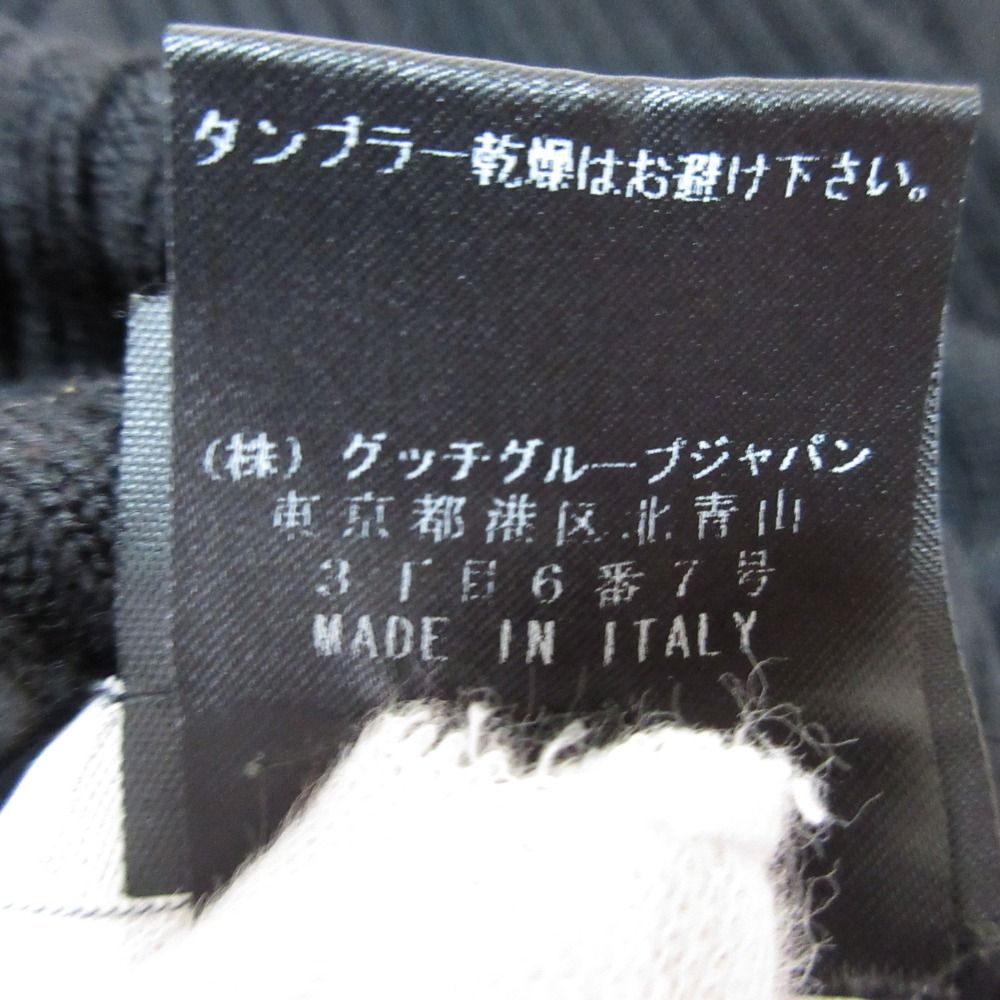 タンブラー乾燥はお避け下さい。
（株）グッチグループジャパン
東京都港区北青山
3丁目6番7号
MADE IN ITALY